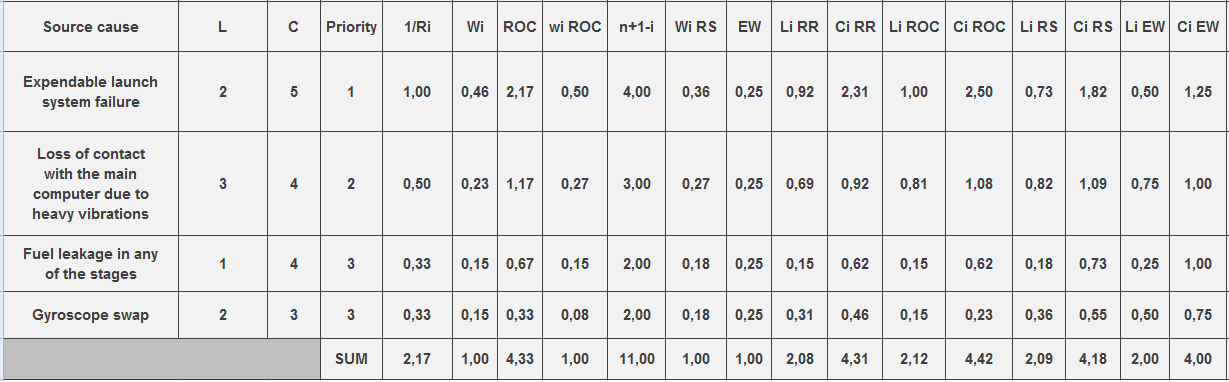 Source cause L C Priority 1/Ri Wi ROC wi ROC n+1-i Wi RS EW Li RR Ci RR Li ROC Ci ROC Li RS Ci RS Li EW Ci EW
Expendable launch
system failure
2 5 1 1,00 0,46 2,17 0,50 4,00 0,36 0,25 0,92 2,31 1,00 2,50 0,73 1,82 0,50 1,25
Loss of contact
with the main
computer due to
heavy vibrations
3 4 2 0,50 0,23 1,17 0,27 3,00 0,27 0,25 0,69 0,92 0,81 1,08 0,82 1,09 0,75 1,00
Fuel leakage in any
of the stages
1 4 3 0,33 0,15 0,67 0,15 2,00 0,18 0,25 0,15 0,62 0,15 0,62 0,18 0,73 0,25 1,00
Gyroscope swap 2 3 3 0,33 0,15 0,33 0,08 2,00 0,18 0,25 0,31 0,46 0,15 0,23 0,36 0,55 0,50 0,75
SUM 2,17 1,00 4,33 1,00 11,00 1,00 1,00 2,08 4,31 2,12 4,42 2,09 4,18 2,00 4,00